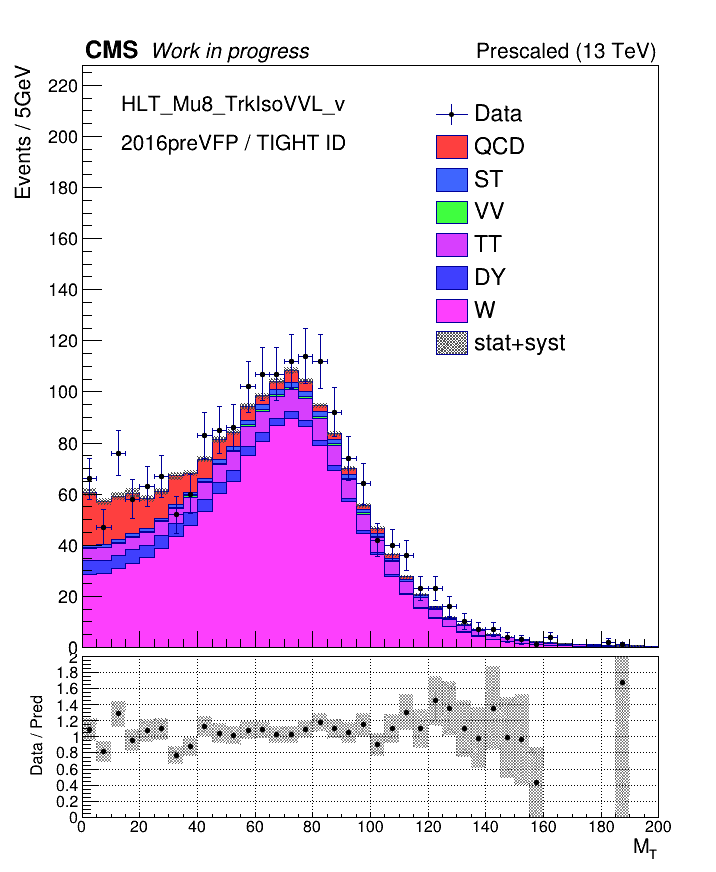 CMS Work in progress Prescaled (13 TeV)
Events / 5GeV
220
200
180
160
140
120
100
80
60
40
20
0
HLT_Mu8_TrkIsoVVL_v
2016preVFP / TIGHT ID
Data
QCD
ST
VV
TT
DY
W
stat+syst
Data / Pred
2
1.8
1.6
1.4
1.2
1
0.8
0.6
0.4
0.2
0
0 20 40 60 80 100 120 140 160 180 200
M_T